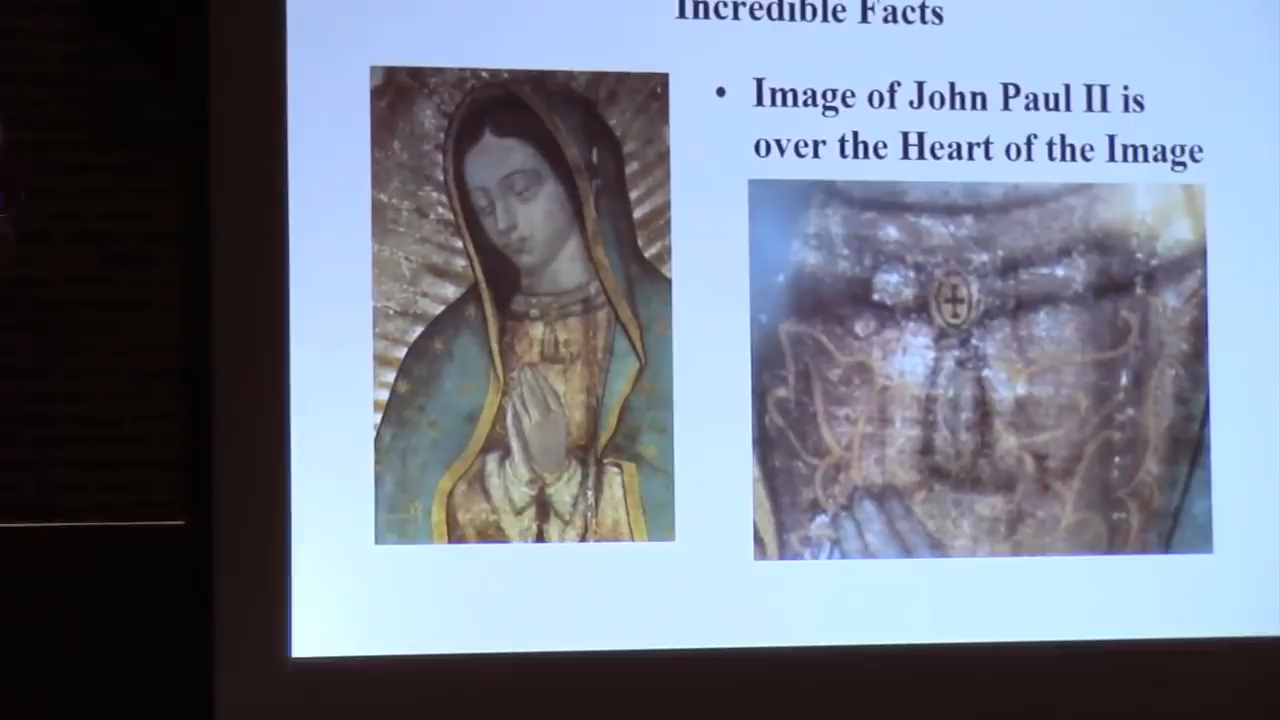 Incredible Facts
• Image of John Paul II is
over the Heart of the Image